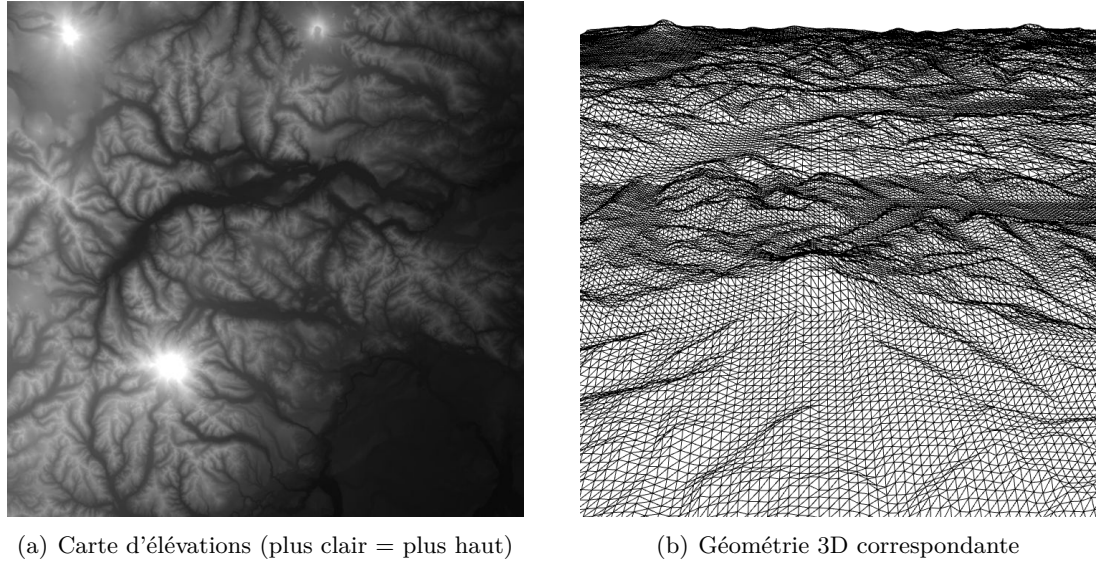 (a) Carte d'élévations (plus clair = plus haut)
(b) Géométrie 3D correspondante